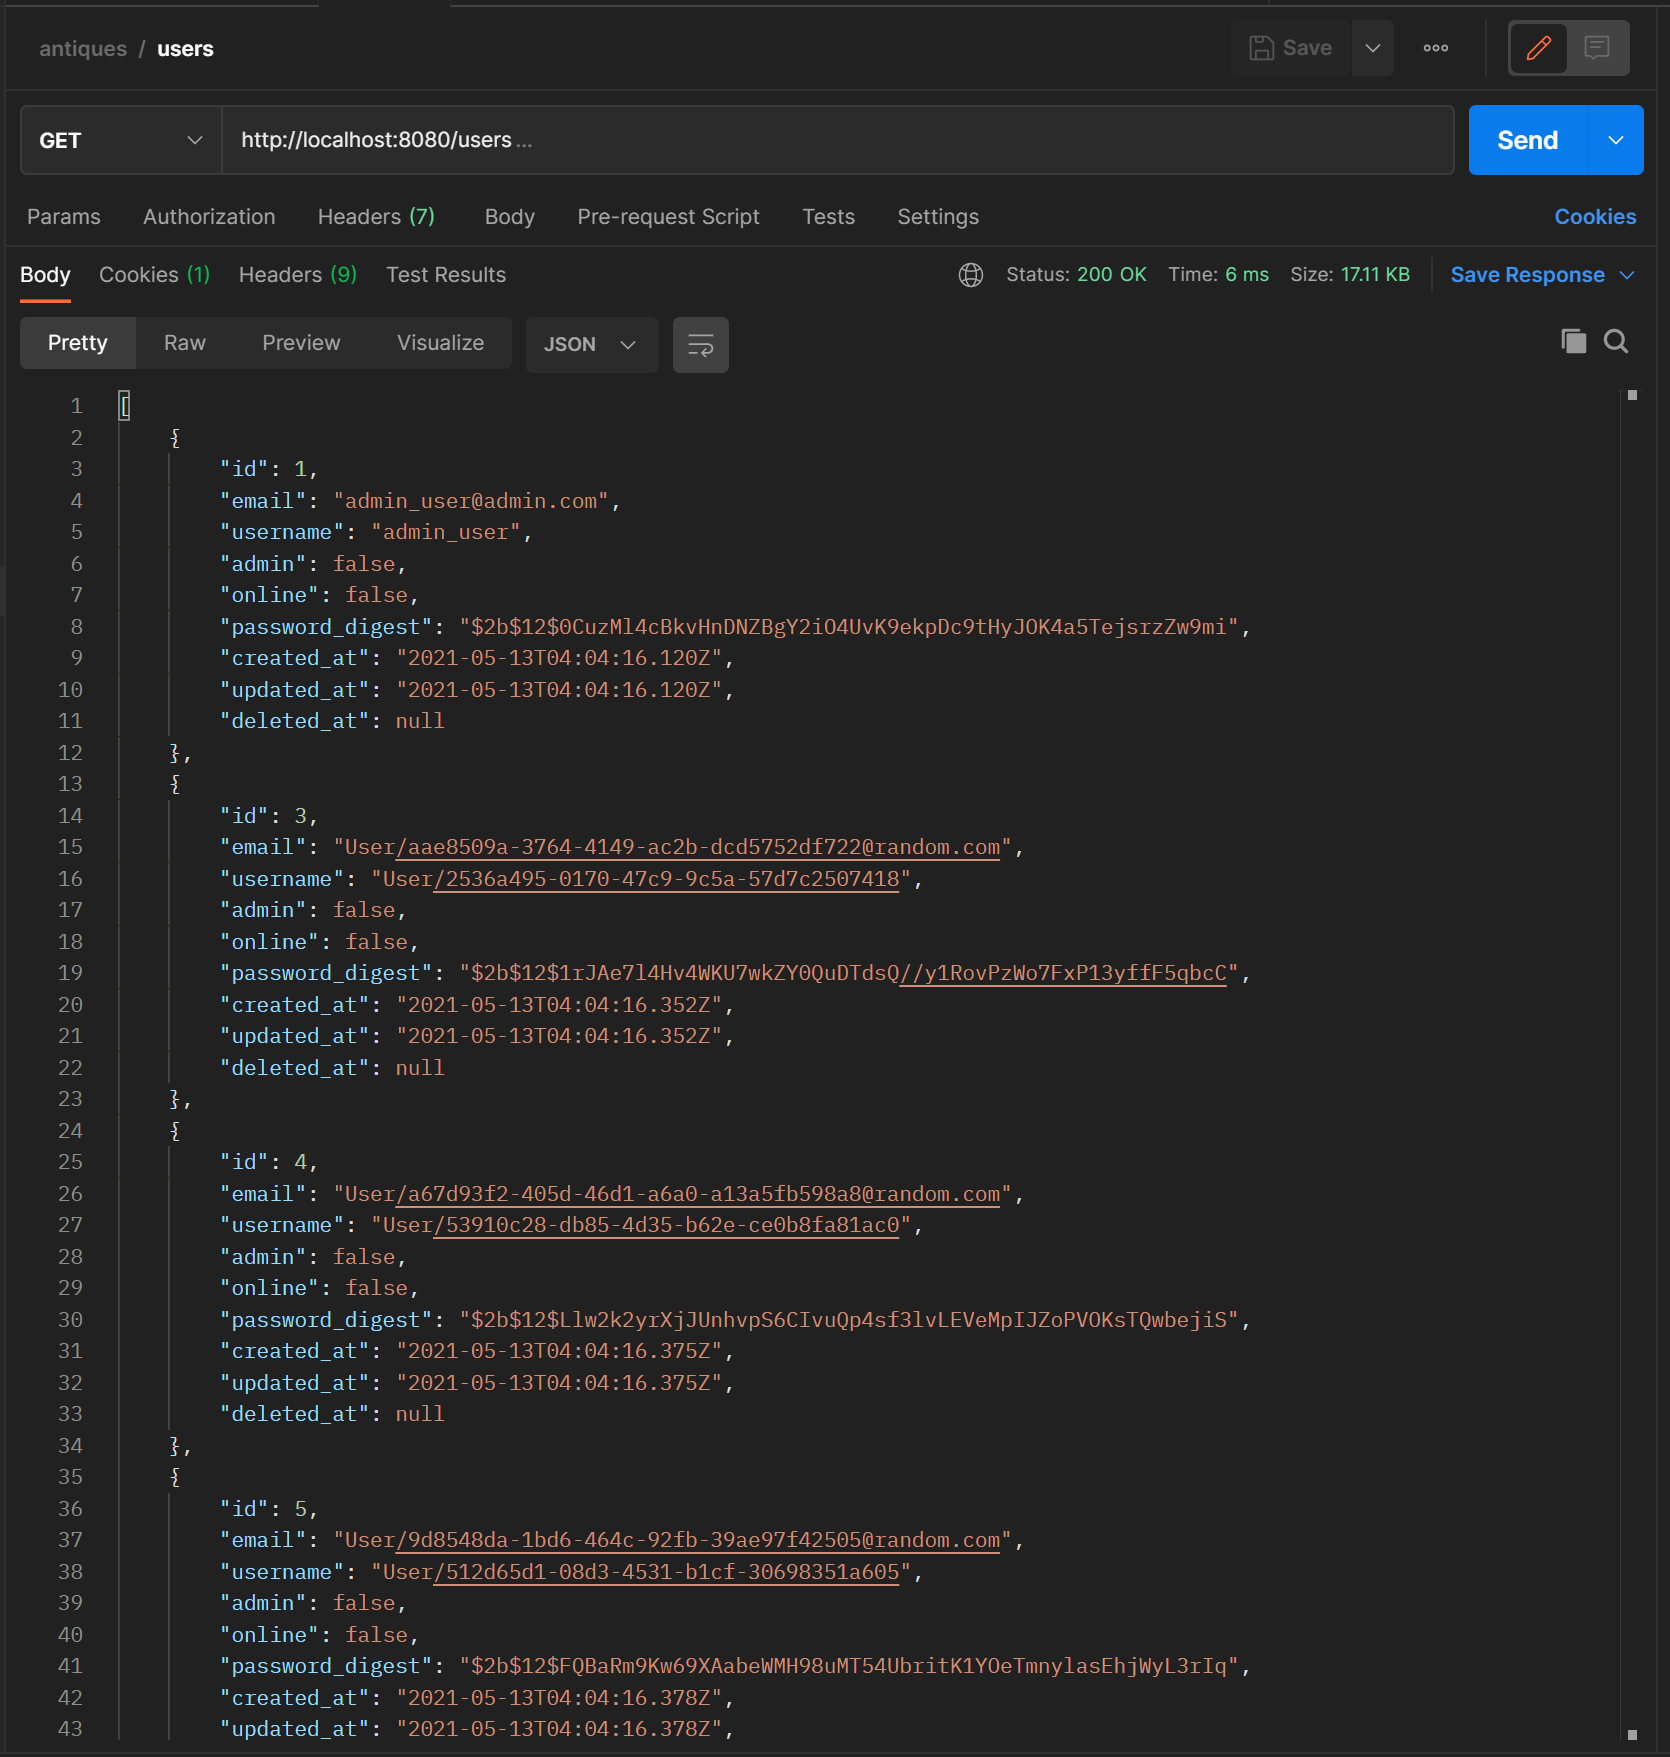 antiques / users
Save
GET
http://localhost:8080/users ...
Send
Params Authorization Headers (7) Body Pre-request Script Tests Settings Cookies
Body Cookies (1) Headers (9) Test Results Status: 200 OK Time: 6 ms Size: 17.11 KB Save Response
Pretty Raw Preview Visualize JSON
1 [
2 {
3 "id": 1,
4 "email": "admin_user@admin.com",
5 "username": "admin_user",
6 "admin": false,
7 "online": false,
8 "password_digest": "$2b$12$0CuzMl4cBkvHnDNZBgY2iO4UvK9ekpDc9tHyJOK4a5TejsrzZw9mi",
9 "created_at": "2021-05-13T04:04:16.120Z",
10 "updated_at": "2021-05-13T04:04:16.120Z",
11 "deleted_at": null
12 },
13 {
14 "id": 3,
15 "email": "User/aae8509a-3764-4149-ac2b-dcd5752df722@random.com",
16 "username": "User/2536a495-0170-47c9-9c5a-57d7c2507418",
17 "admin": false,
18 "online": false,
19 "password_digest": "$2b$12$1rJAe7l4Hv4WKU7wkZY0QuDTdsQ//y1RovPzWo7FxP13yffF5qbcC",
20 "created_at": "2021-05-13T04:04:16.352Z",
21 "updated_at": "2021-05-13T04:04:16.352Z",
22 "deleted_at": null
23 },
24 {
25 "id": 4,
26 "email": "User/a67d93f2-405d-46d1-a6a0-a13a5fb598a8@random.com",
27 "username": "User/53910c28-db85-4d35-b62e-ce0b8fa81ac0",
28 "admin": false,
29 "online": false,
30 "password_digest": "$2b$12$Llw2k2yrXjJUnhvpS6CIvuQp4sf3lvLEVeMpIJZoPVOKsTQwbejiS",
31 "created_at": "2021-05-13T04:04:16.375Z",
32 "updated_at": "2021-05-13T04:04:16.375Z",
33 "deleted_at": null
34 },
35 {
36 "id": 5,
37 "email": "User/9d8548da-1bd6-464c-92fb-39ae97f42505@random.com",
38 "username": "User/512d65d1-08d3-4531-b1cf-30698351a605",
39 "admin": false,
40 "online": false,
41 "password_digest": "$2b$12$FQBaRm9Kw69XAabeWMH98uMT54UbritK1YOeTmnylasEhjWyL3rIq",
42 "created_at": "2021-05-13T04:04:16.378Z",
43 "updated_at": "2021-05-13T04:04:16.378Z",